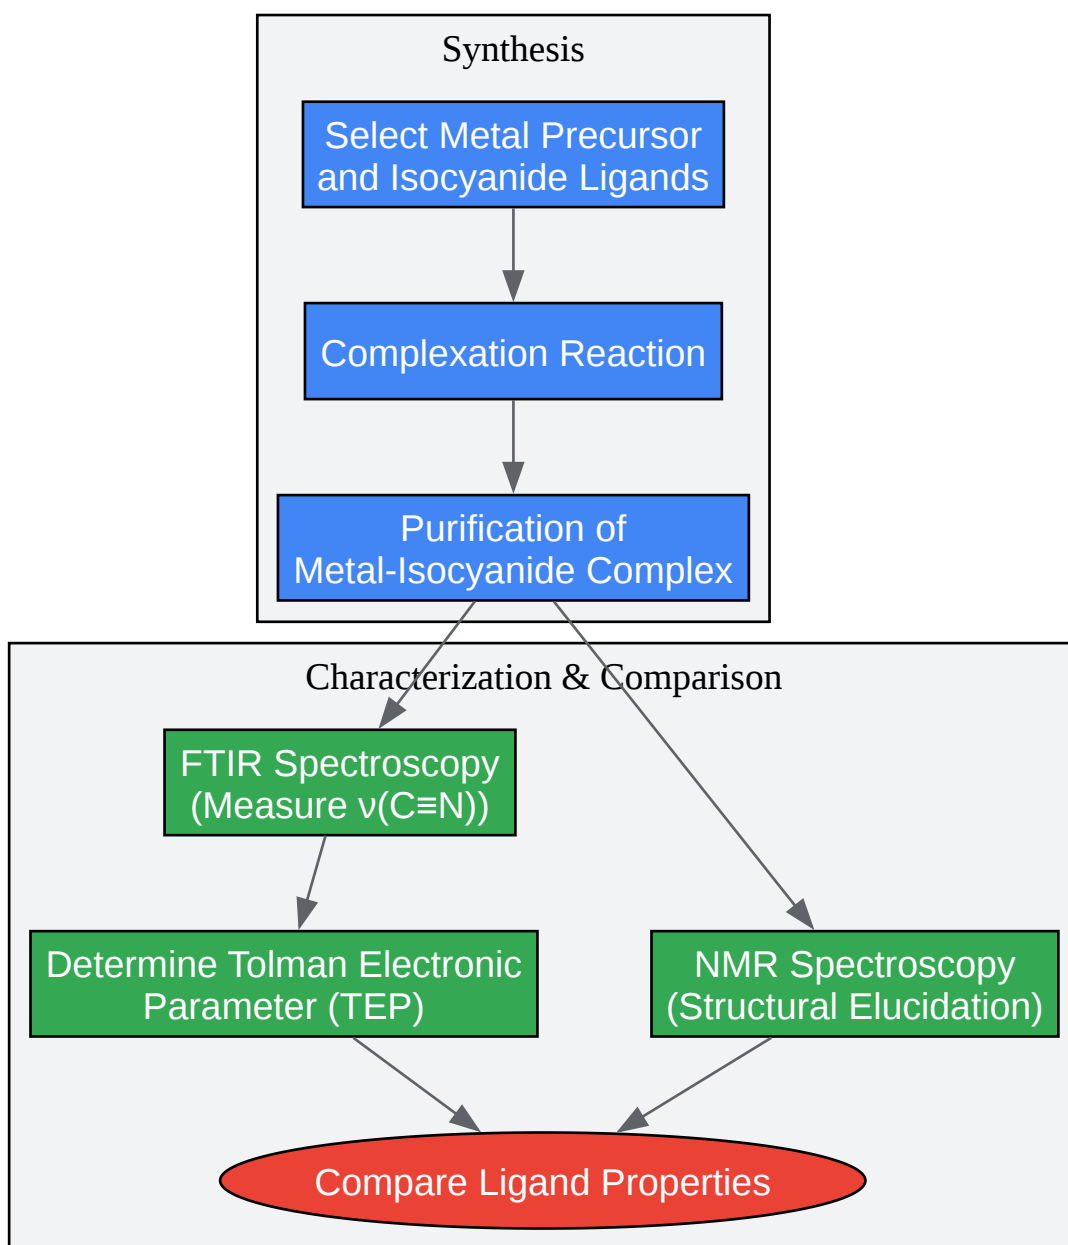 Synthesis
Select Metal Precursor
and Isocyanide Ligands
Complexation Reaction
Purification of
Metal-Isocyanide Complex
Characterization & Comparison
FTIR Spectroscopy
(Measure ν(C≡N))
Determine Tolman Electronic
Parameter (TEP)
NMR Spectroscopy
(Structural Elucidation)
Compare Ligand Properties